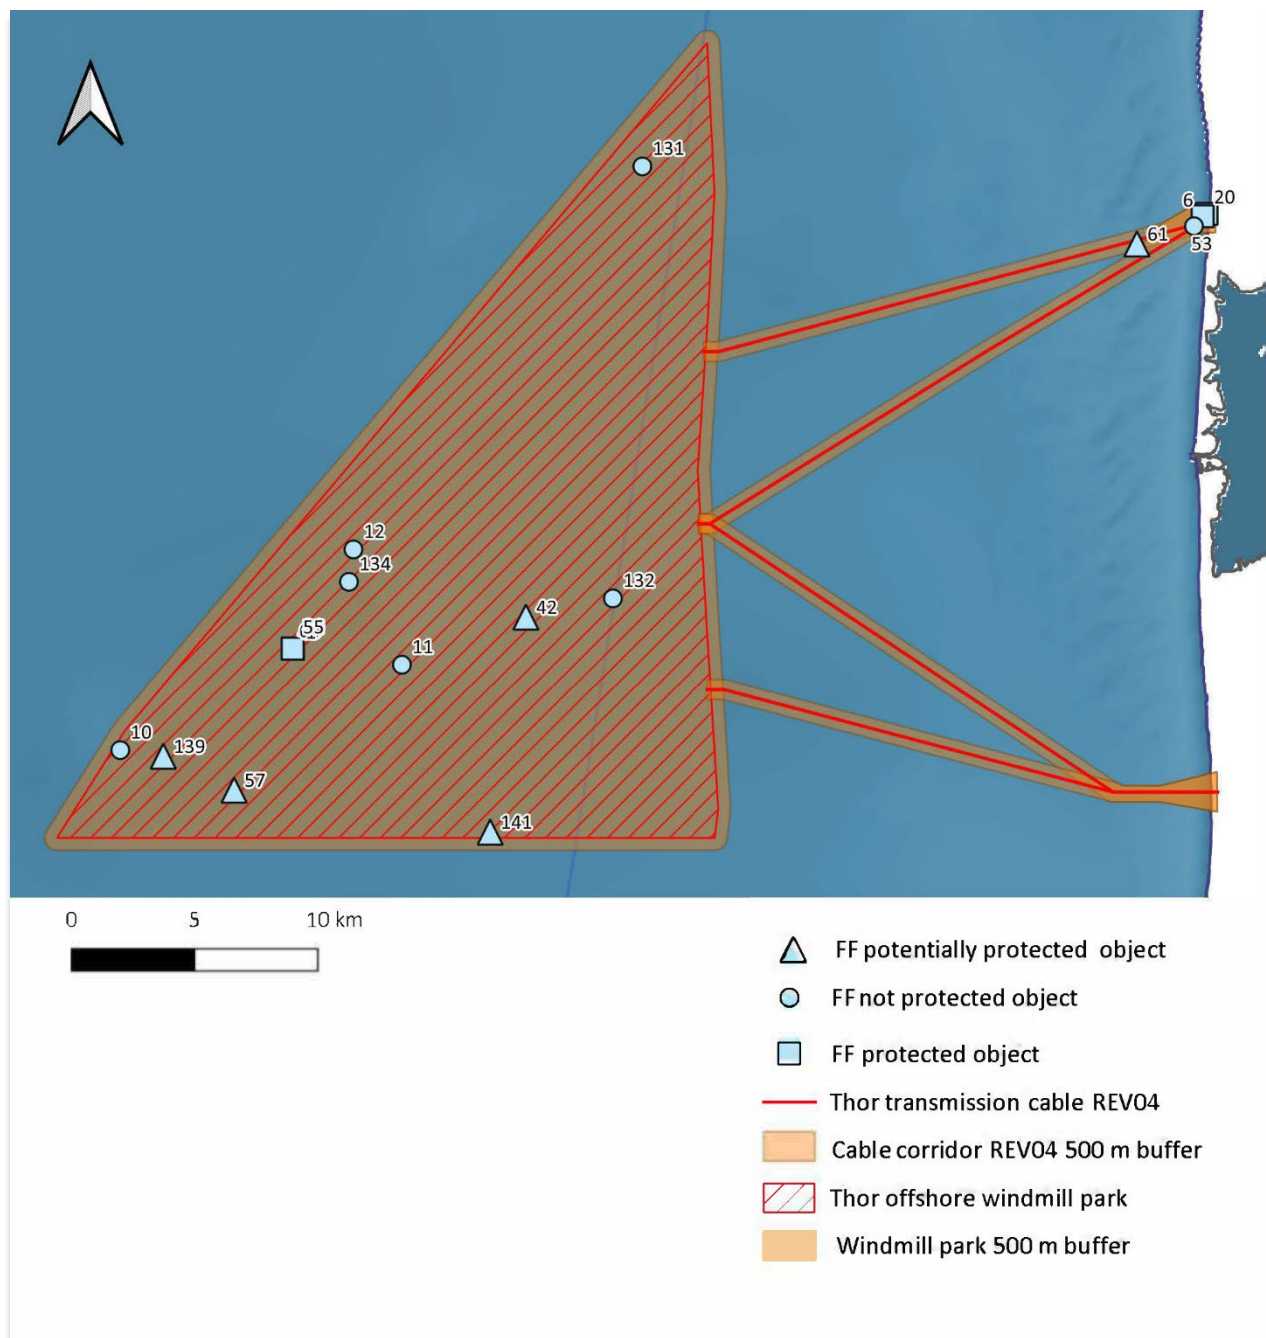 131
6 20
61
53
12
134
132
42
55
11
10
139
57
141
0 5 10 km
FF potentially protected object
FF not protected object
FF protected object
Thor transmission cable REV04
Cable corridor REV04 500 m buffer
Thor offshore windmill park
Windmill park 500 m buffer